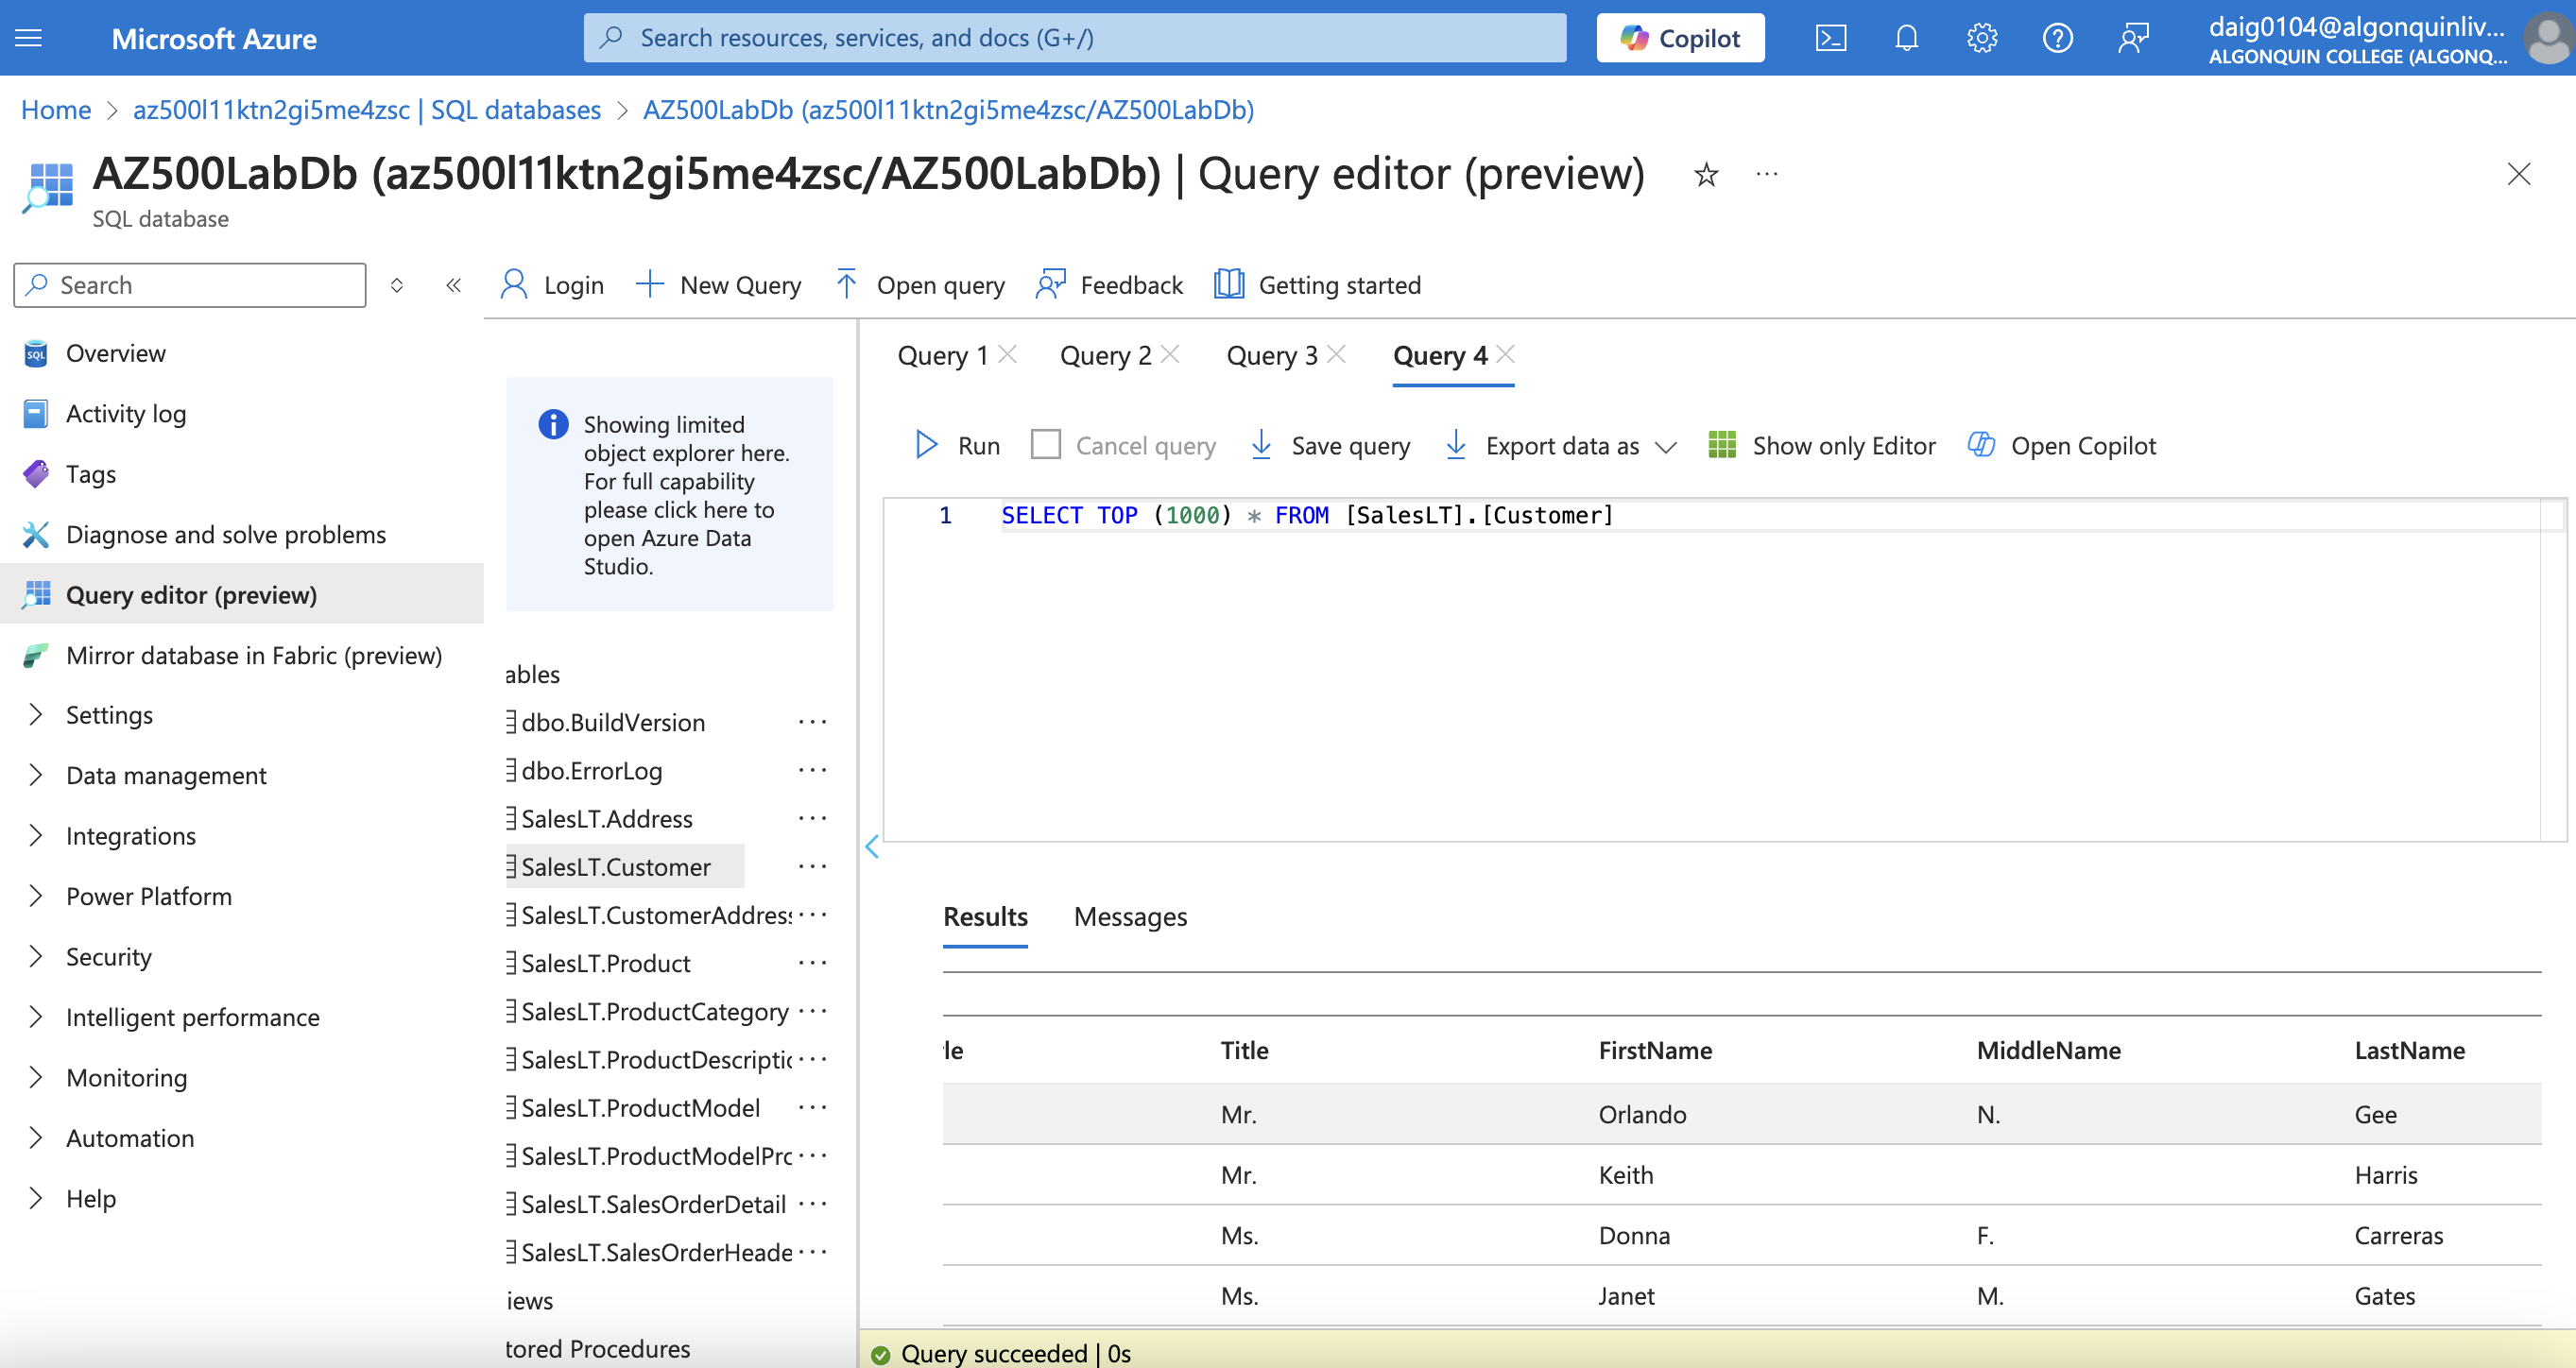 Microsoft Azure
Search resources, services, and docs (G+/)
Copilot
daig0104@algonquinliv...
ALGONQUIN COLLEGE (ALGONQ...
Home > az500l11ktn2gi5me4zsc | SQL databases > AZ500LabDb (az500l11ktn2gi5me4zsc/AZ500LabDb)
AZ500LabDb (az500l11ktn2gi5me4zsc/AZ500LabDb) | Query editor (preview)
SQL database
Search
Login
New Query
Open query
Feedback
Getting started
Overview
Activity log
Tags
Diagnose and solve problems
Query editor (preview)
Mirror database in Fabric (preview)
Settings
Data management
Integrations
Power Platform
Security
Intelligent performance
Monitoring
Automation
Help
Showing limited
object explorer here.
For full capability
please click here to
open Azure Data
Studio.
ables
dbo.BuildVersion
dbo.ErrorLog
SalesLT.Address
SalesLT.Customer
SalesLT.CustomerAddress
SalesLT.Product
SalesLT.ProductCategory
SalesLT.ProductDescriptic
SalesLT.ProductModel
SalesLT.ProductModelPrc
SalesLT.SalesOrderDetail
SalesLT.SalesOrderHeade
iews
tored Procedures
Query 1
Query 2
Query 3
Query 4
Run
Cancel query
Save query
Export data as
Show only Editor
Open Copilot
1 SELECT TOP (1000) * FROM [SalesLT].[Customer]
Results
Messages
le Title FirstName MiddleName LastName
Mr. Orlando N. Gee
Mr. Keith Harris
Ms. Donna F. Carreras
Ms. Janet M. Gates
Query succeeded | 0s